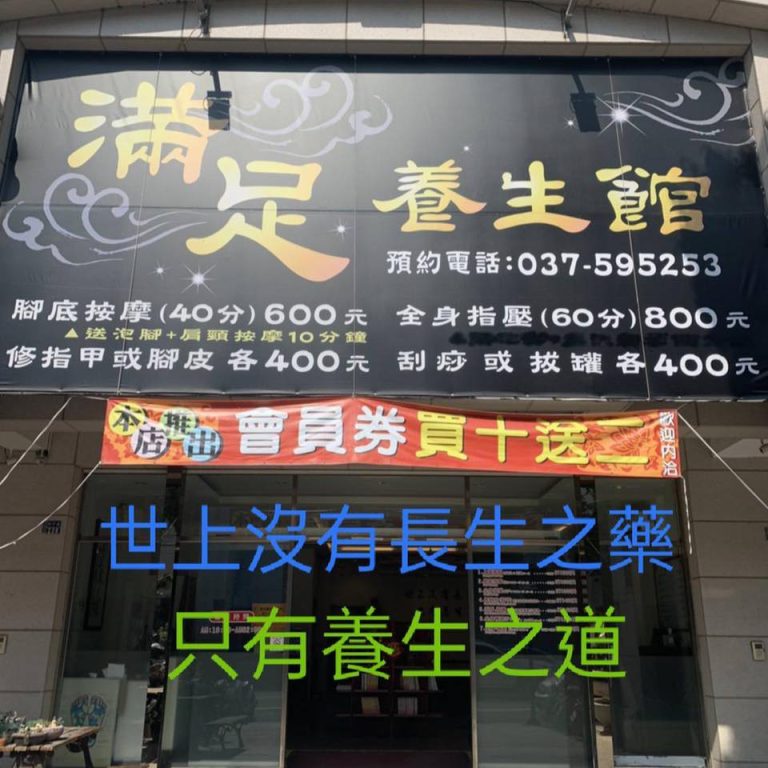 滿足 養生館
預約電話:037-595253
腳底按摩(40分)600元 全身指壓(60分)800元
▲送泡腳+肩頸按摩10分鐘
修指甲或腳皮 各400元 刮痧或拔罐各400元
本店推出 會員券買十送二 歡迎內洽
世上沒有長生之藥
只有養生之道